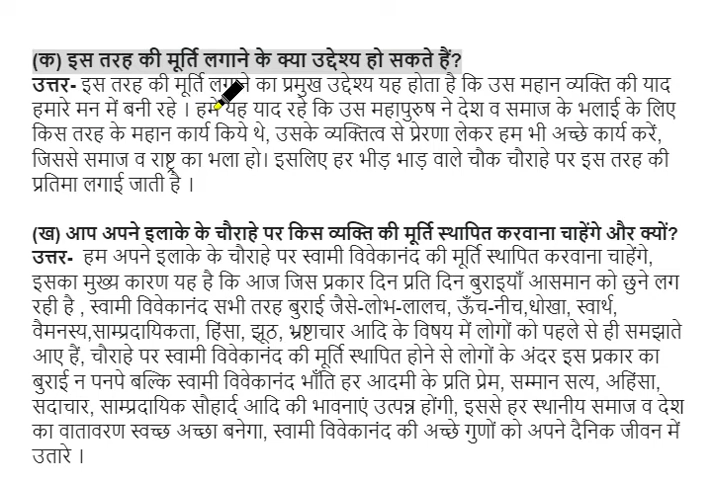 (क) इस तरह की मूर्ति लगाने के क्या उद्देश्य हो सकते हैं?
उत्तर- इस तरह की मूर्ति लगाने का प्रमुख उद्देश्य यह होता है कि उस महान व्यक्ति की याद
हमारे मन में बनी रहे । हमें यह याद रहे कि उस महापुरुष ने देश व समाज के भलाई के लिए
किस तरह के महान कार्य किये थे, उसके व्यक्तित्व से प्रेरणा लेकर हम भी अच्छे कार्य करें,
जिससे समाज व राष्ट्र का भला हो। इसलिए हर भीड़ भाड़ वाले चौक चौराहे पर इस तरह की
प्रतिमा लगाई जाती है ।
(ख) आप अपने इलाके के चौराहे पर किस व्यक्ति की मूर्ति स्थापित करवाना चाहेंगे और क्यों?
उत्तर- हम अपने इलाके के चौराहे पर स्वामी विवेकानंद की मूर्ति स्थापित करवाना चाहेंगे,
इसका मुख्य कारण यह है कि आज जिस प्रकार दिन प्रति दिन बुराइयाँ आसमान को छुने लग
रही है , स्वामी विवेकानंद सभी तरह बुराई जैसे-लोभ-लालच, ऊँच-नीच,धोखा, स्वार्थ,
वैमनस्य,साम्प्रदायिकता, हिंसा, झूठ, भ्रष्टाचार आदि के विषय में लोगों को पहले से ही समझाते
आए हैं, चौराहे पर स्वामी विवेकानंद की मूर्ति स्थापित होने से लोगों के अंदर इस प्रकार का
बुराई न पनपे बल्कि स्वामी विवेकानंद भाँति हर आदमी के प्रति प्रेम, सम्मान सत्य, अहिंसा,
सदाचार, साम्प्रदायिक सौहार्द आदि की भावनाएं उत्पन्न होंगी, इससे हर स्थानीय समाज व देश
का वातावरण स्वच्छ अच्छा बनेगा, स्वामी विवेकानंद की अच्छे गुणों को अपने दैनिक जीवन में
उतारे ।